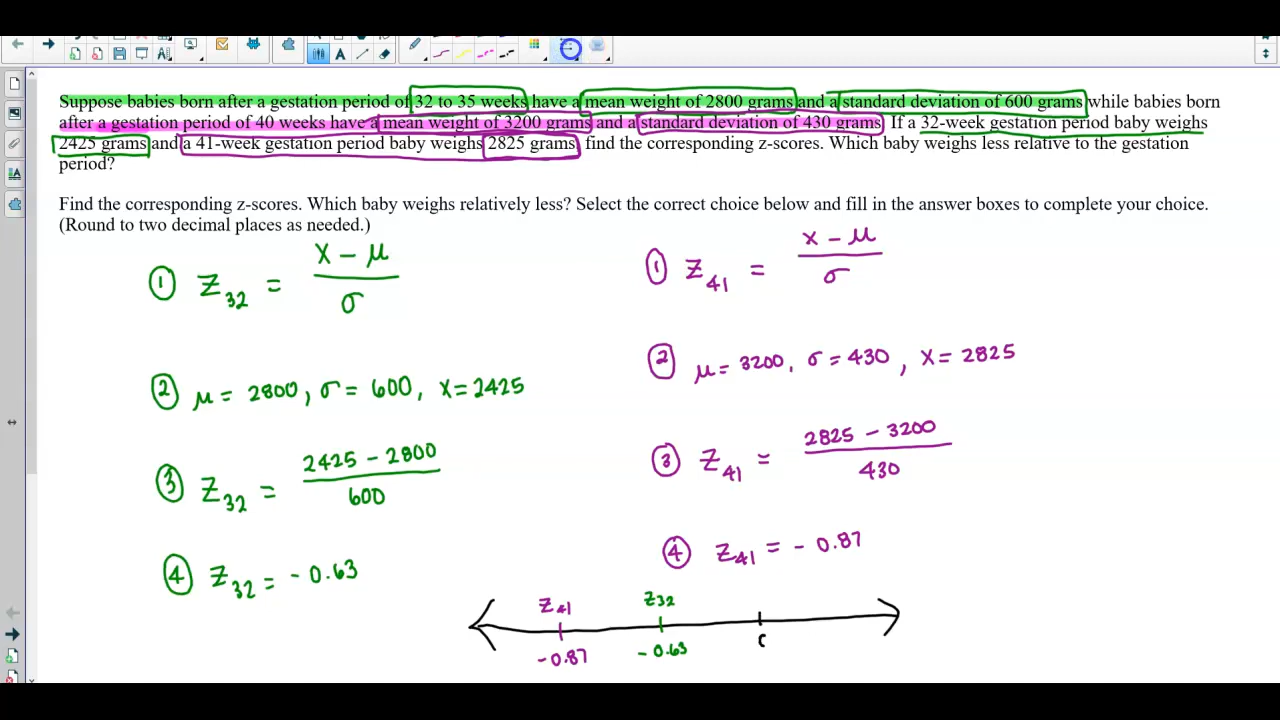 Suppose babies born after a gestation period of 32 to 35 weeks have a mean weight of 2800 grams and a standard deviation of 600 grams while babies born
after a gestation period of 40 weeks have a mean weight of 3200 grams and a standard deviation of 430 grams. If a 32-week gestation period baby weighs
2425 grams and a 41-week gestation period baby weighs 2825 grams, find the corresponding z-scores. Which baby weighs less relative to the gestation
period?
Find the corresponding z-scores. Which baby weighs relatively less? Select the correct choice below and fill in the answer boxes to complete your choice.
(Round to two decimal places as needed.)
① Z₃₂ = (x − μ)/σ
② μ = 2800, σ = 600, x = 2425
③ Z₃₂ = (2425 − 2800)/600
④ Z₃₂ = −0.63
① Z₄₁ = (x − μ)/σ
② μ = 3200, σ = 430, x = 2825
③ Z₄₁ = (2825 − 3200)/430
④ Z₄₁ = −0.87
Z₄₁ Z₃₂
−0.87 −0.63